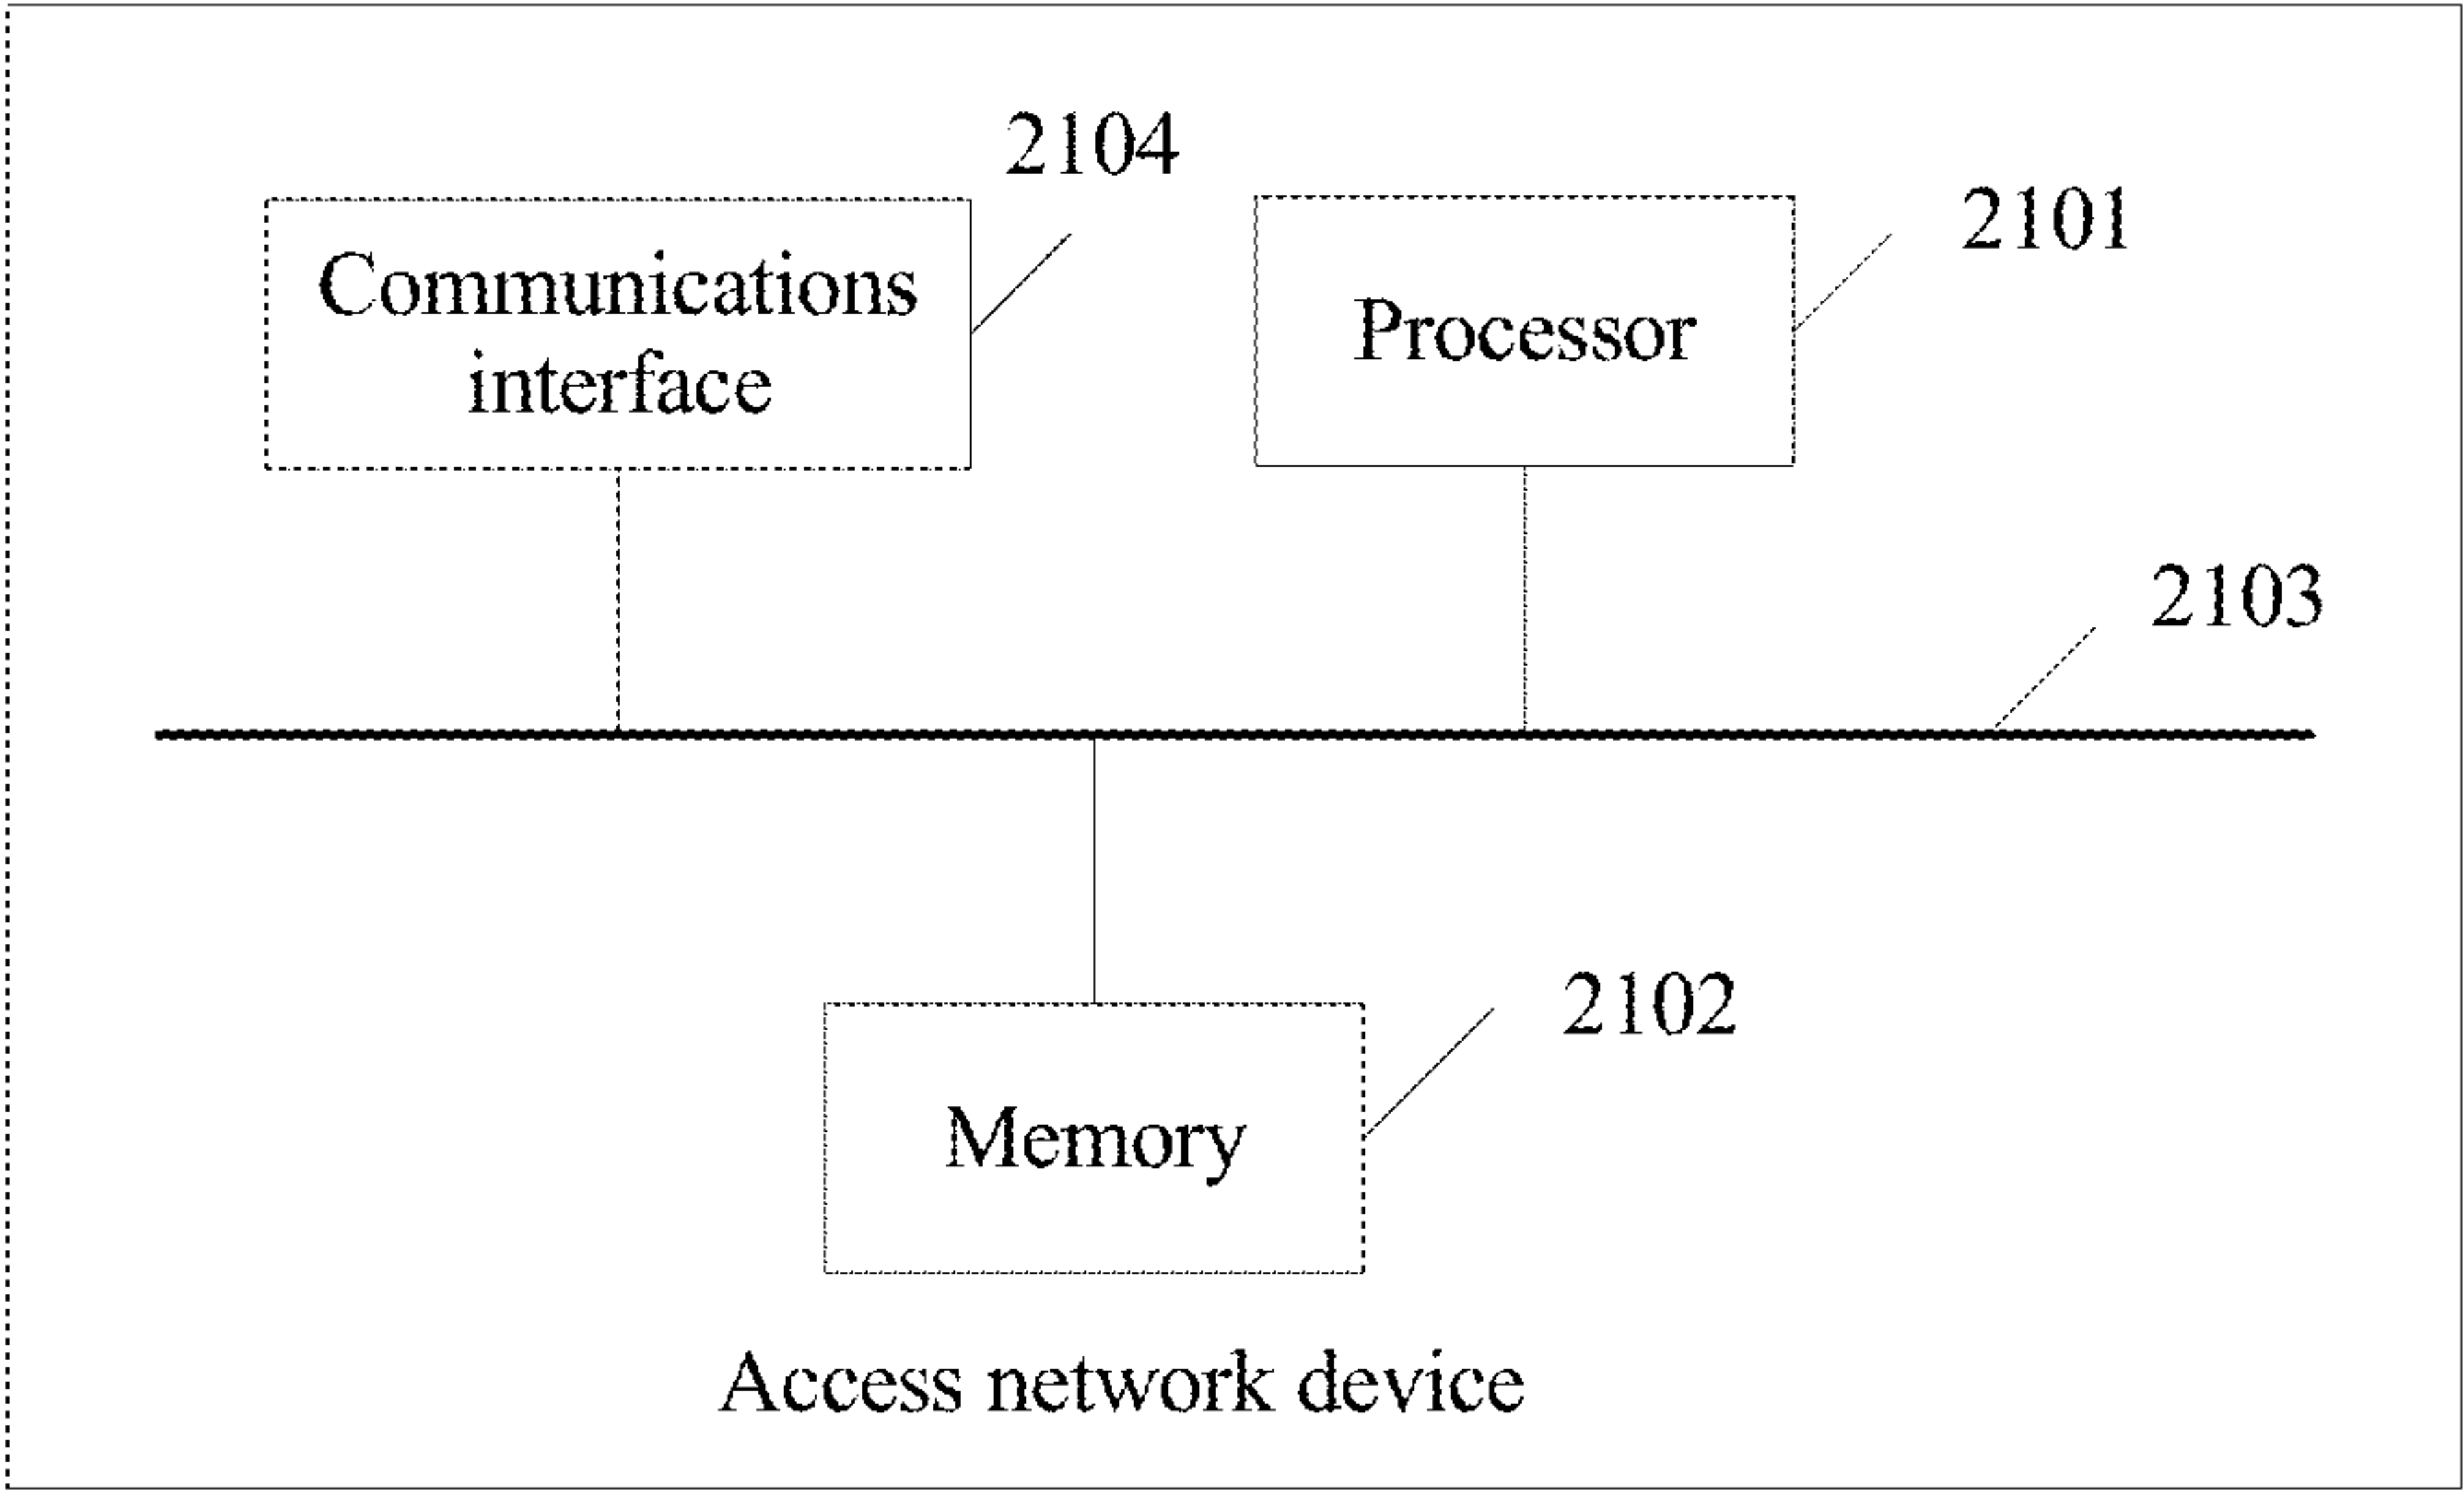 2104
2101
Communications
interface
Processor
2103
2102
Memory
Access network device